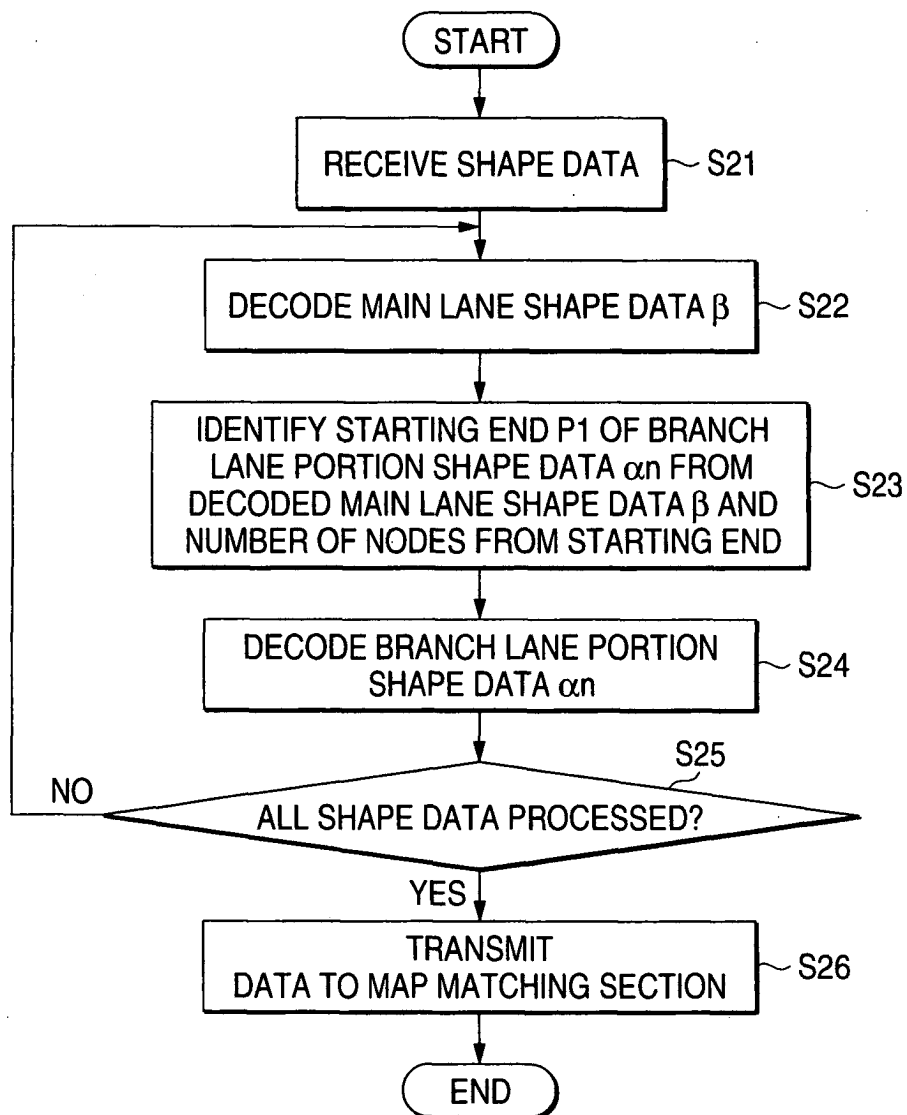 START
RECEIVE SHAPE DATA
S21
DECODE MAIN LANE SHAPE DATA β
S22
IDENTIFY STARTING END P1 OF BRANCH
LANE PORTION SHAPE DATA αn FROM
DECODED MAIN LANE SHAPE DATA β AND
NUMBER OF NODES FROM STARTING END
S23
DECODE BRANCH LANE PORTION
SHAPE DATA αn
S24
S25
NO
ALL SHAPE DATA PROCESSED?
YES
TRANSMIT
DATA TO MAP MATCHING SECTION
S26
END